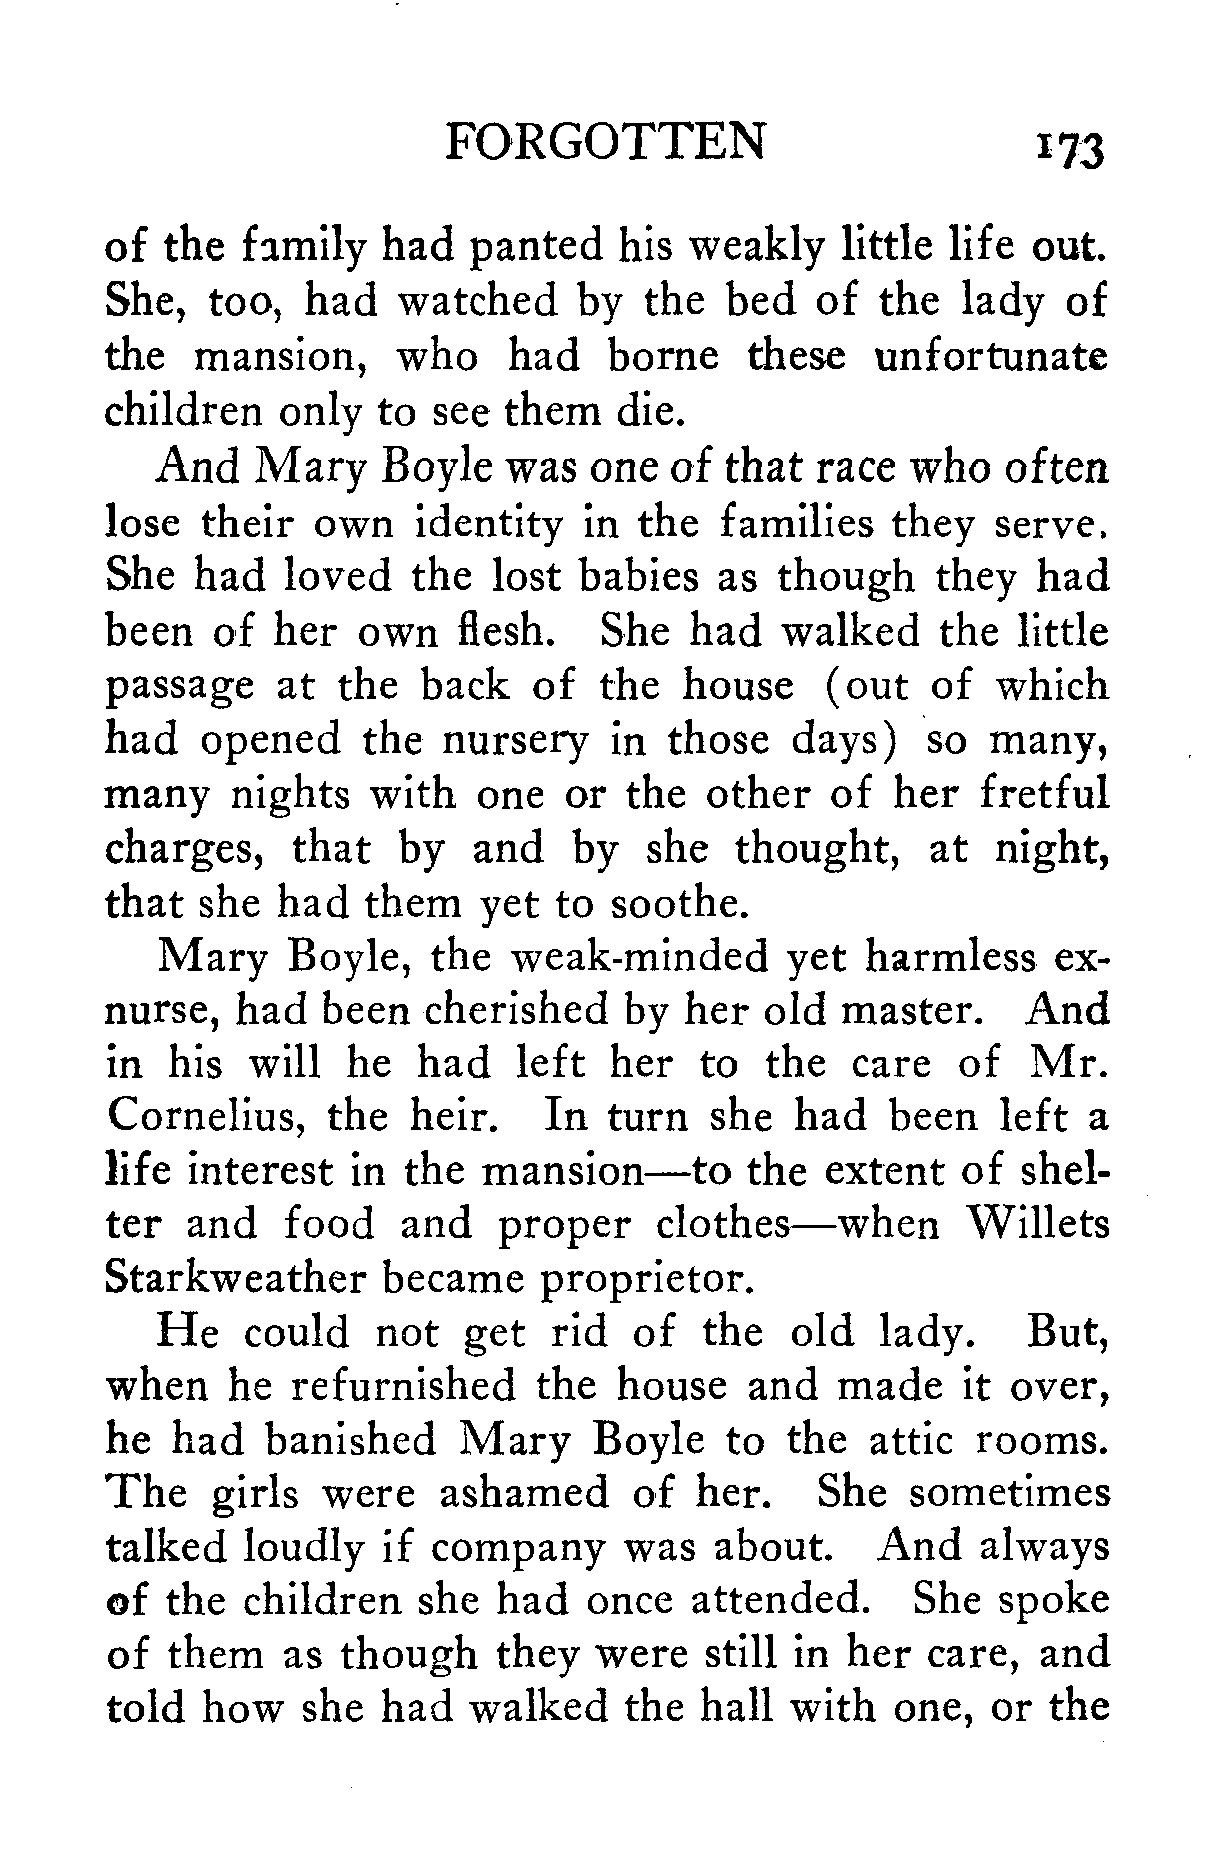 FORGOTTEN 173
of the family had panted his weakly little life out.
She, too, had watched by the bed of the lady of
the mansion, who had borne these unfortunate
children only to see them die.
And Mary Boyle was one of that race who often
lose their own identity in the families they serve.
She had loved the lost babies as though they had
been of her own flesh. She had walked the little
passage at the back of the house (out of which
had opened the nursery in those days) so many,
many nights with one or the other of her fretful
charges, that by and by she thought, at night,
that she had them yet to soothe.
Mary Boyle, the weak-minded yet harmless ex-
nurse, had been cherished by her old master. And
in his will he had left her to the care of Mr.
Cornelius, the heir. In turn she had been left a
life interest in the mansion—to the extent of shel-
ter and food and proper clothes—when Willets
Starkweather became proprietor.
He could not get rid of the old lady. But,
when he refurnished the house and made it over,
he had banished Mary Boyle to the attic rooms.
The girls were ashamed of her. She sometimes
talked loudly if company was about. And always
of the children she had once attended. She spoke
of them as though they were still in her care, and
told how she had walked the hall with one, or the